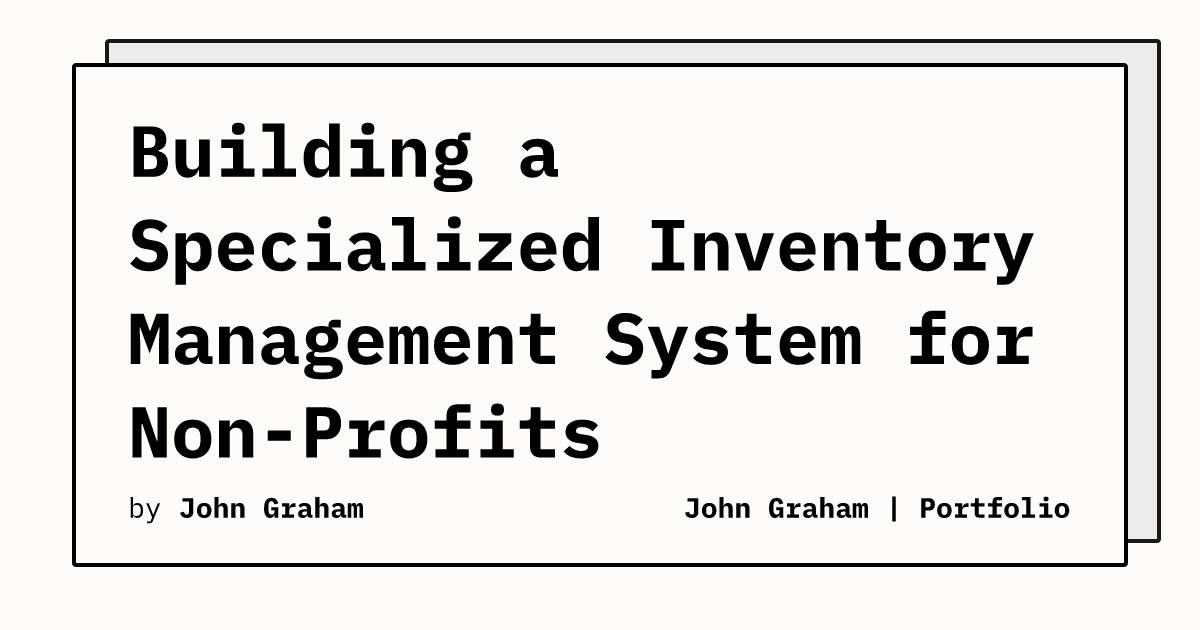 Building a
Specialized Inventory
Management System for
Non-Profits
by John Graham
John Graham | Portfolio